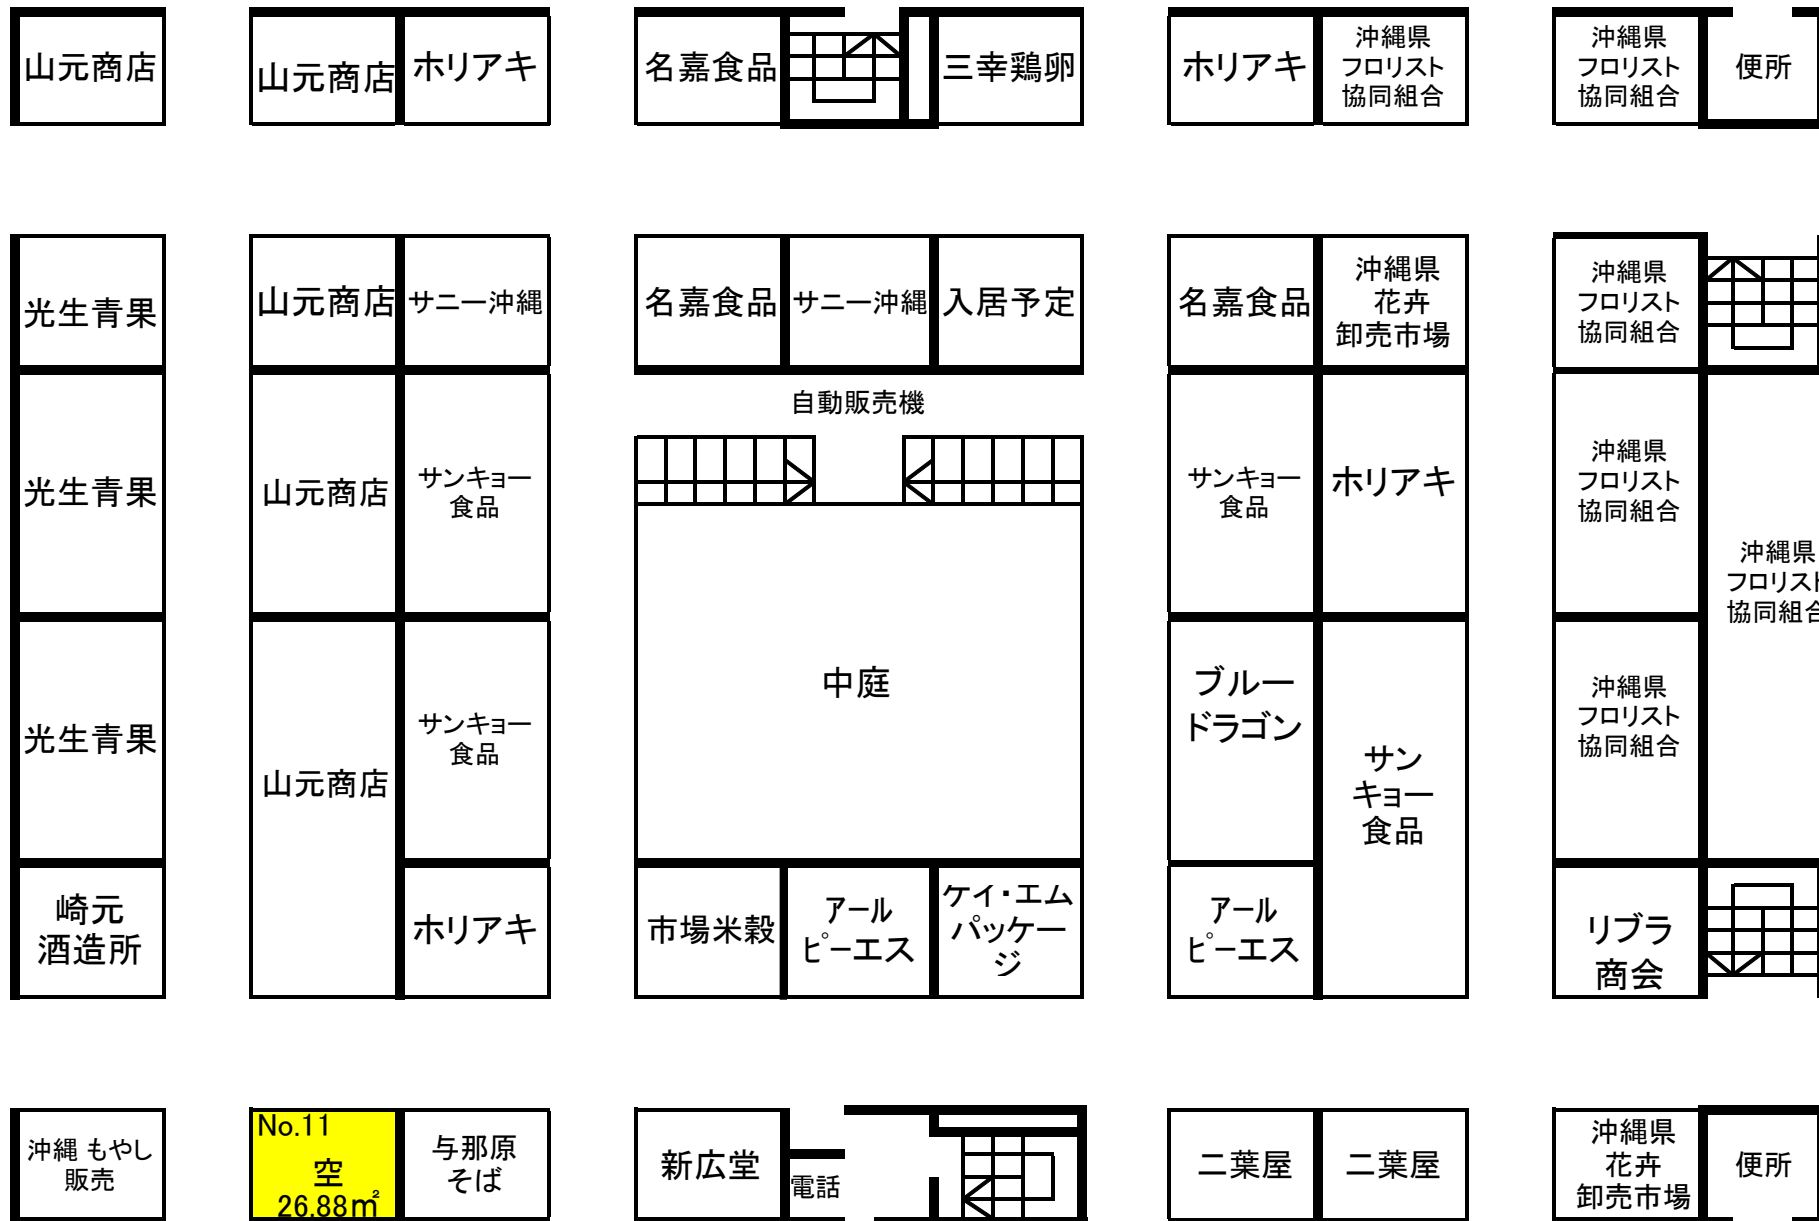 山元商店
山元商店
ホリアキ
名嘉食品
三幸鶏卵
ホリアキ
沖縄県
フロリスト
協同組合
沖縄県
フロリスト
協同組合
便所
光生青果
山元商店
サニー沖縄
名嘉食品
サニー沖縄
入居予定
名嘉食品
沖縄県
花卉
卸売市場
沖縄県
フロリスト
協同組合
自動販売機
光生青果
山元商店
サンキョー
食品
サンキョー
食品
ホリアキ
沖縄県
フロリスト
協同組合
沖縄県
フロリスト
協同組合
光生青果
山元商店
サンキョー
食品
中庭
ブルー
ドラゴン
サン
キョー
食品
沖縄県
フロリスト
協同組合
崎元
酒造所
ホリアキ
市場米穀
アール
ピーエス
ケイ・エム
パッケー
ジ
アール
ピーエス
リブラ
商会
沖縄 もやし
販売
No.11
空
26.88㎡
与那原
そば
新広堂
電話
二葉屋
二葉屋
沖縄県
花卉
卸売市場
便所